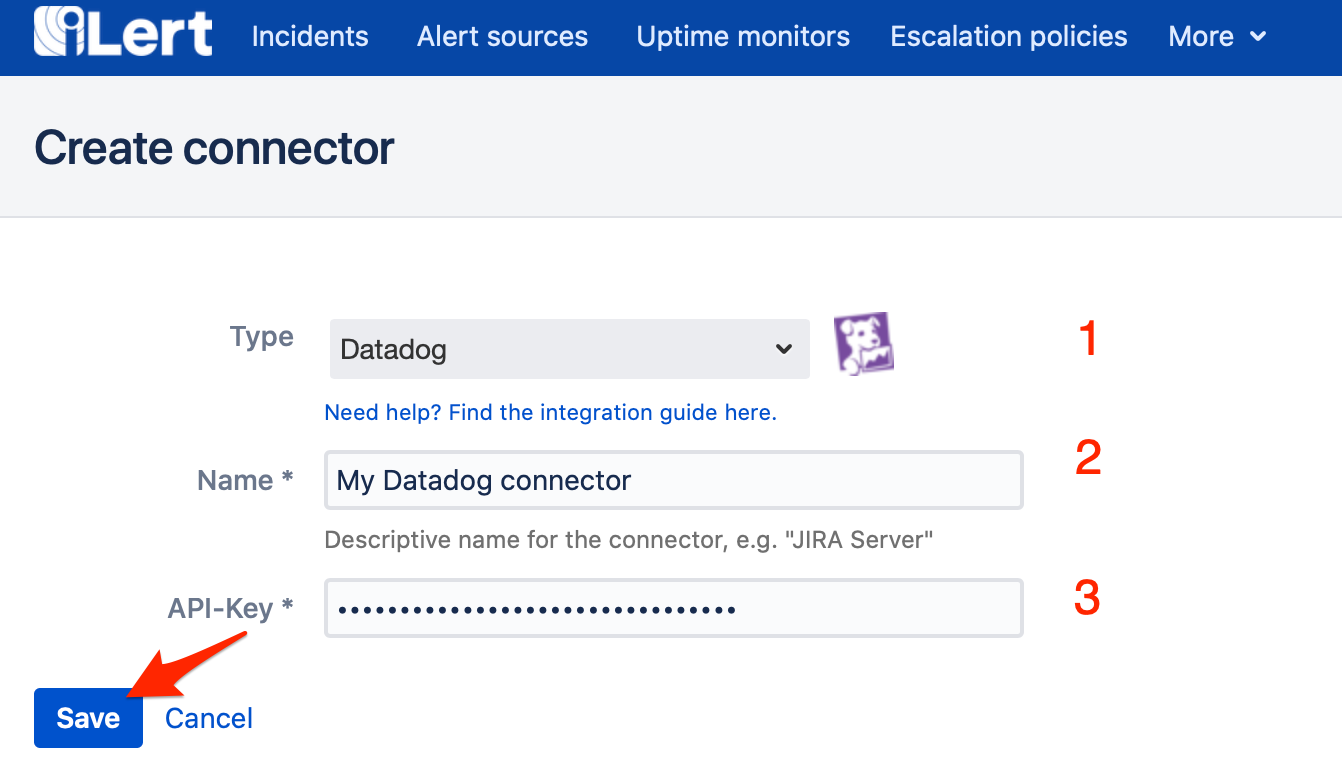 iLert Incidents Alert sources Uptime monitors Escalation policies More
Create connector
Type Datadog 1
Need help? Find the integration guide here.
2
Name * My Datadog connector
Descriptive name for the connector, e.g. "JIRA Server"
API-Key * •••••••••••••••••••••••••••••••• 3
Save Cancel